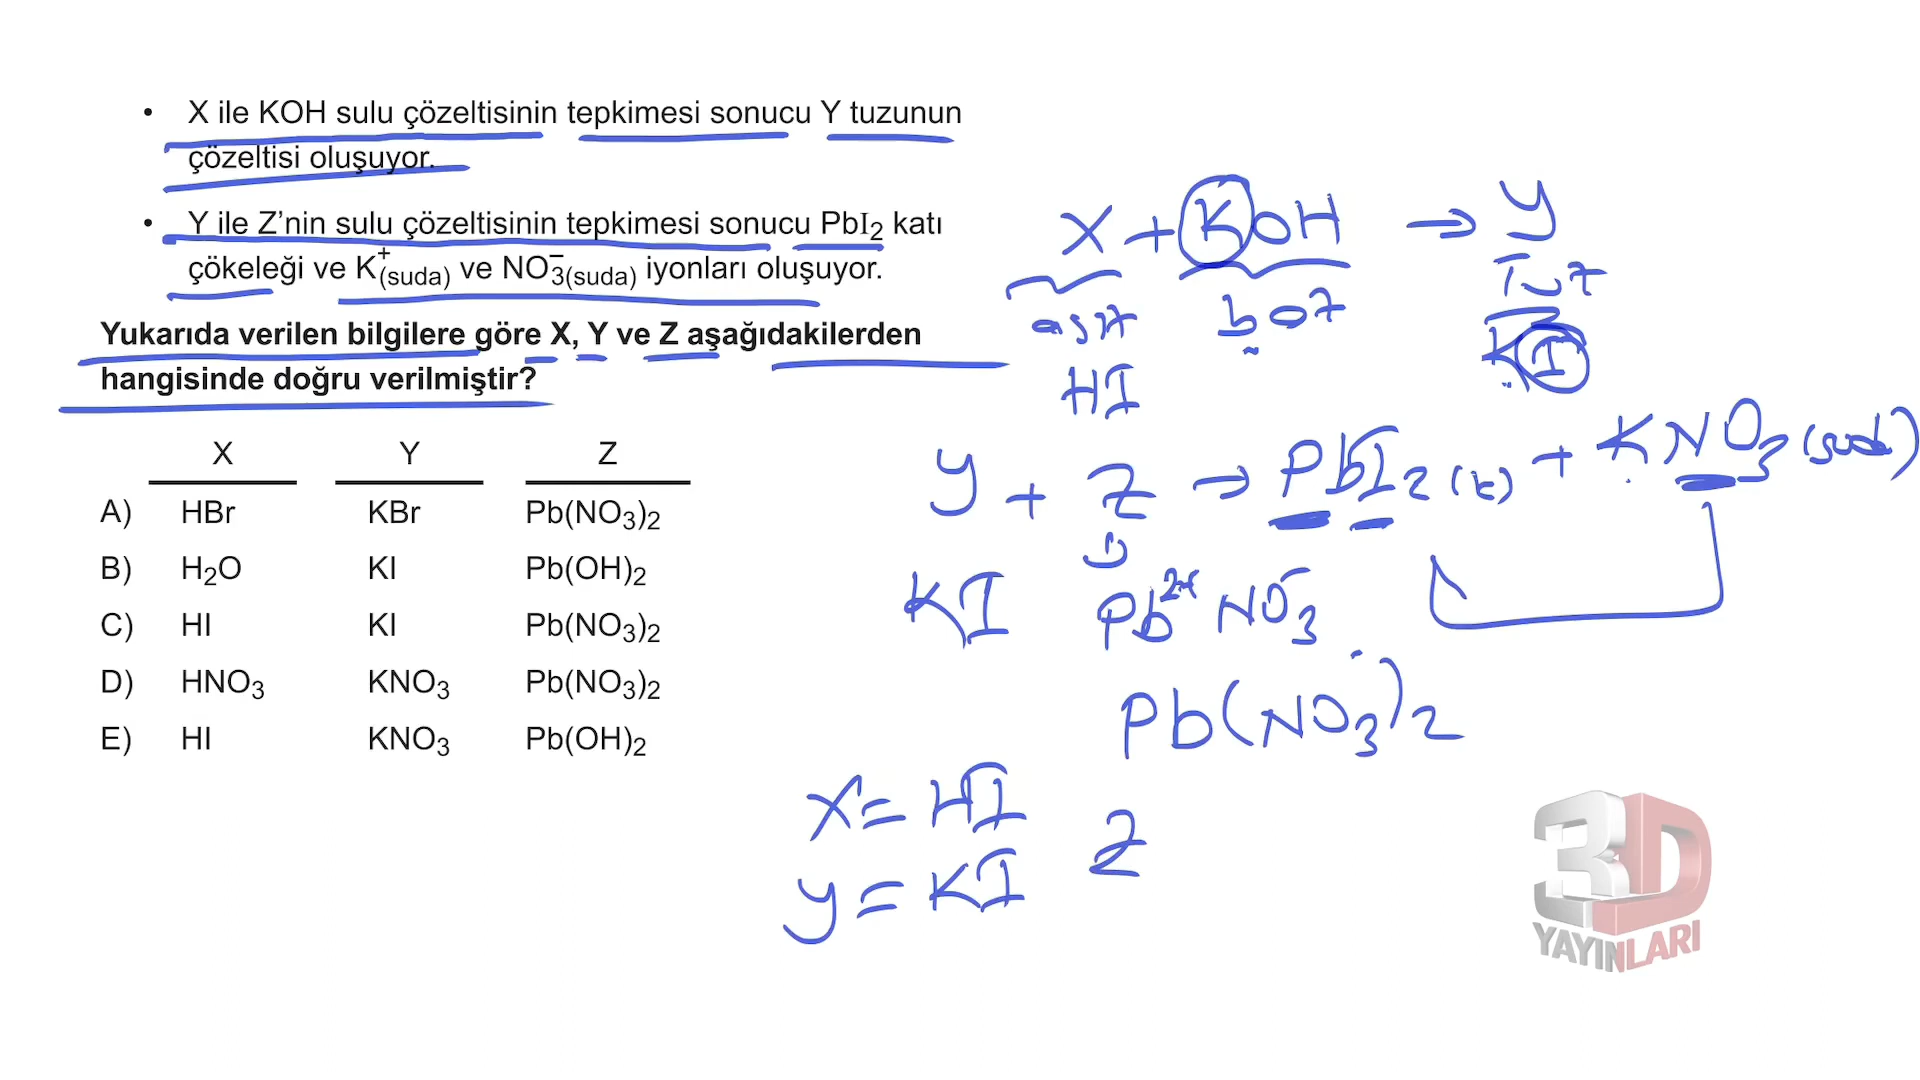 • X ile KOH sulu çözeltisinin tepkimesi sonucu Y tuzunun
çözeltisi oluşuyor.
• Y ile Z’nin sulu çözeltisinin tepkimesi sonucu PbI₂ katı
çökeleği ve K⁺(suda) ve NO₃⁻(suda) iyonları oluşuyor.
Yukarıda verilen bilgilere göre X, Y ve Z aşağıdakilerden
hangisinde doğru verilmiştir?
X Y Z
A) HBr KBr Pb(NO₃)₂
B) H₂O KI Pb(OH)₂
C) HI KI Pb(NO₃)₂
D) HNO₃ KNO₃ Pb(NO₃)₂
E) HI KNO₃ Pb(OH)₂
X + KOH → Y
asit baz Tuz
HI KI
Y + Z → PbI₂(k) + KNO₃(suda)
KI Pb²⁺ NO₃⁻
Pb(NO₃)₂
X = HI
Y = KI Z
3D
YAYINLARI